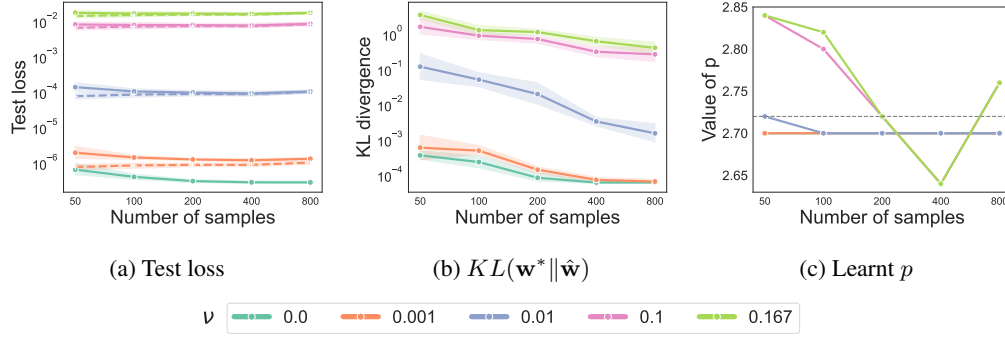 Test loss
10⁻²
10⁻³
10⁻⁴
10⁻⁵
10⁻⁶
50 100 200 400 800
Number of samples
(a) Test loss
KL divergence
10⁰
10⁻¹
10⁻²
10⁻³
10⁻⁴
50 100 200 400 800
Number of samples
(b) KL(w*∥ŵ)
Value of p
2.85
2.80
2.75
2.70
2.65
50 100 200 400 800
Number of samples
(c) Learnt p
ν 0.0 0.001 0.01 0.1 0.167